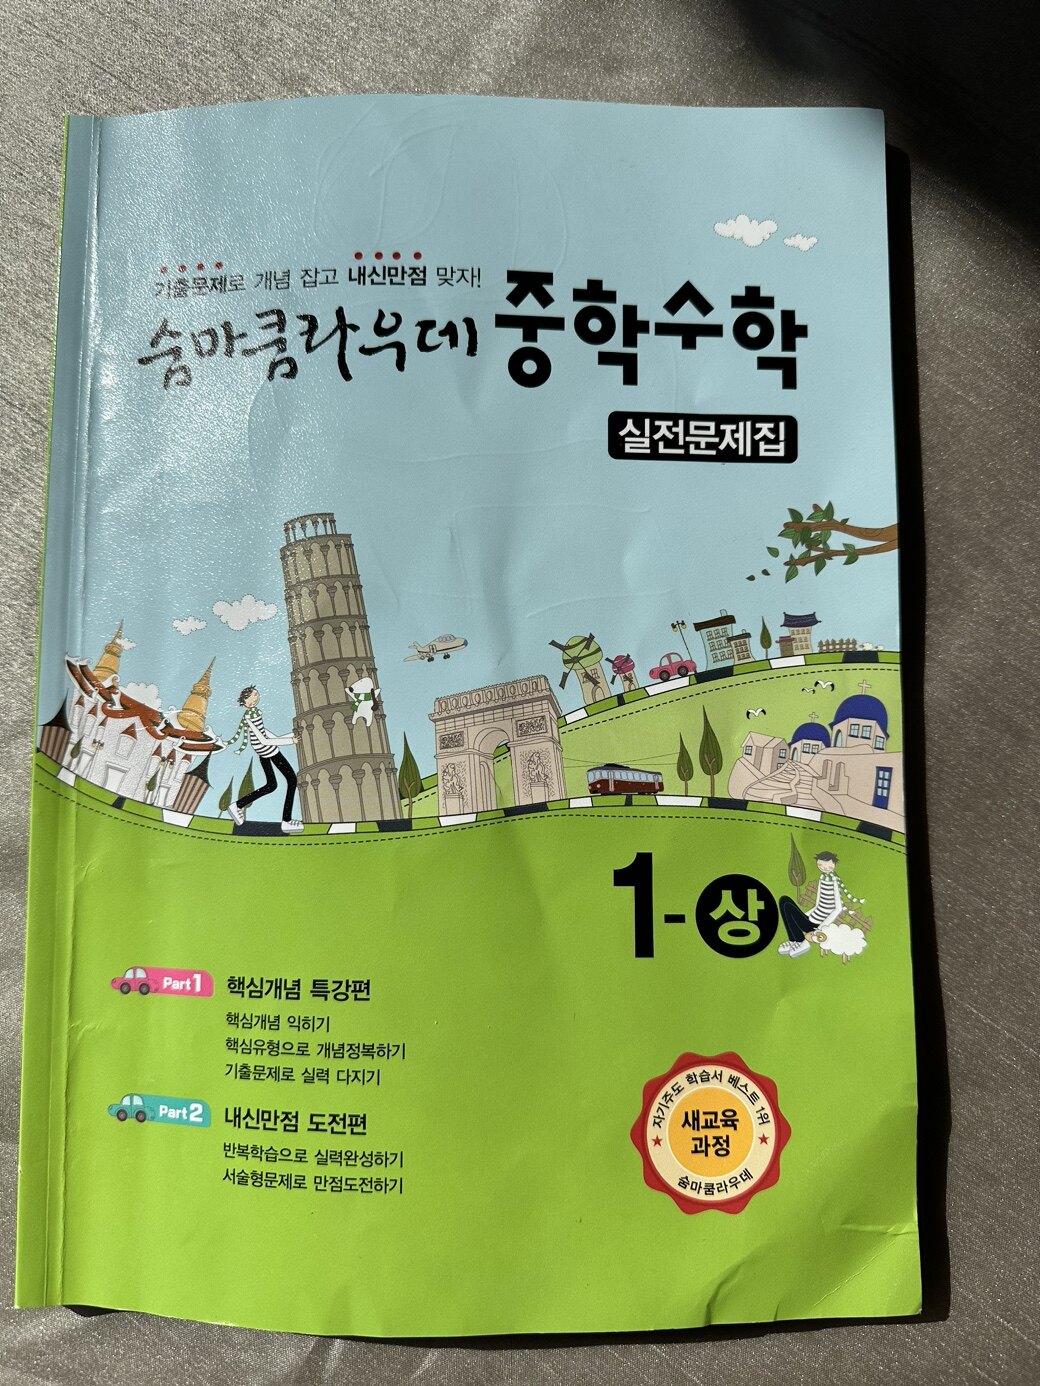 기출문제로 개념 잡고 내신만점 맞자!
숨마쿰라우데 중학수학
실전문제집
1-상
Part1 핵심개념 특강편
핵심개념 익히기
핵심유형으로 개념정복하기
기출문제로 실력 다지기
Part2 내신만점 도전편
반복학습으로 실력완성하기
서술형문제로 만점도전하기
자기주도 학습서 베스트 1위
새교육
과정
숨마쿰라우데